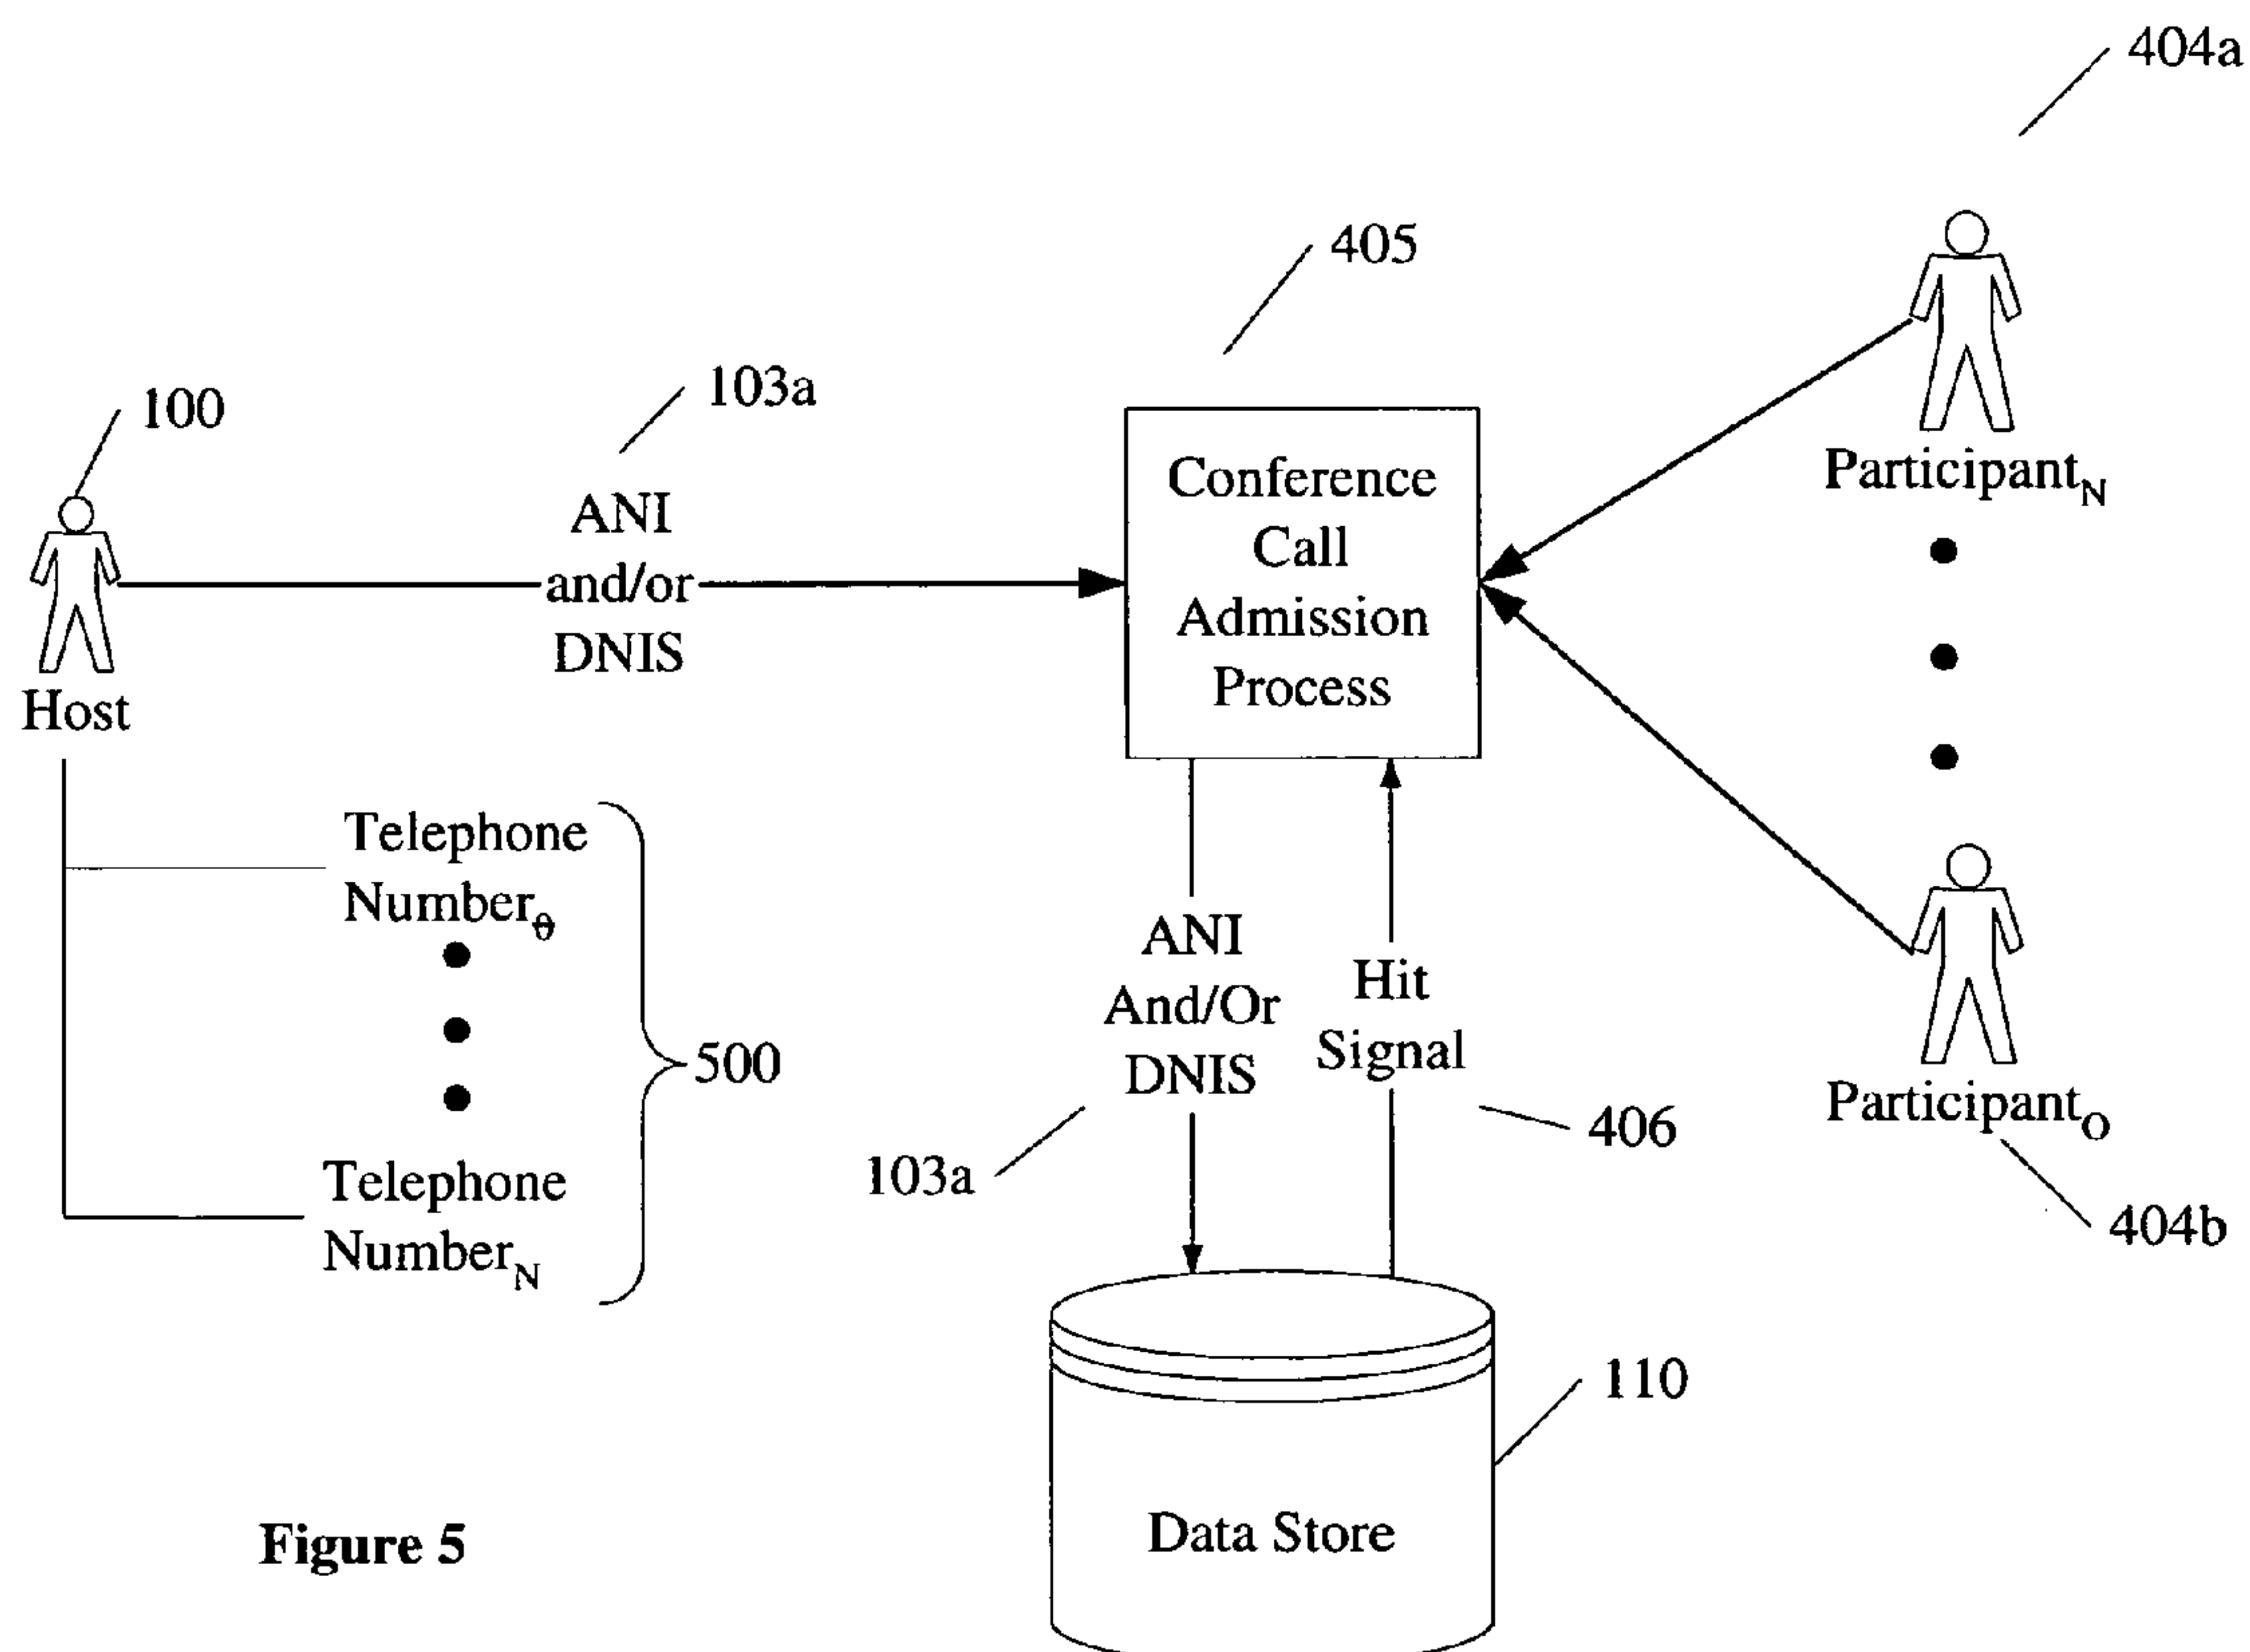 404a
405
103a
100
ANI
and/or
DNIS
Host
Conference
Call
Admission
Process
Participant_N
Telephone
Number_θ
Telephone
Number_N
500
ANI
And/Or
DNIS
103a
Hit
Signal
406
Participant_O
404b
110
Data Store
Figure 5